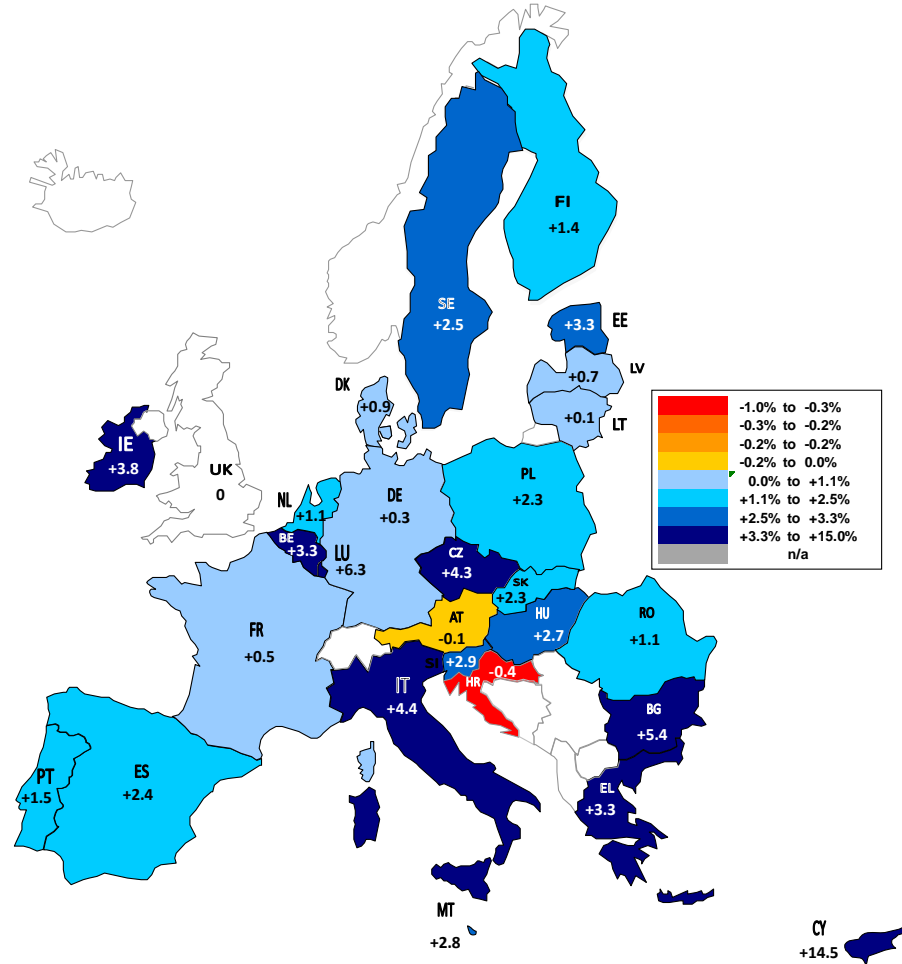 FI
+1.4
SE
+2.5
+3.3
EE
+0.7
LV
+0.1
LT
DK
+0.9
IE
+3.8
UK
0
NL
+1.1
BE
+3.3
LU
+6.3
DE
+0.3
PL
+2.3
CZ
+4.3
SK
+2.3
AT
-0.1
HU
+2.7
RO
+1.1
FR
+0.5
SI
+2.9
HR
-0.4
IT
+4.4
BG
+5.4
EL
+3.3
PT
+1.5
ES
+2.4
MT
+2.8
CY
+14.5
-1.0% to -0.3%
-0.3% to -0.2%
-0.2% to -0.2%
-0.2% to 0.0%
0.0% to +1.1%
+1.1% to +2.5%
+2.5% to +3.3%
+3.3% to +15.0%
n/a